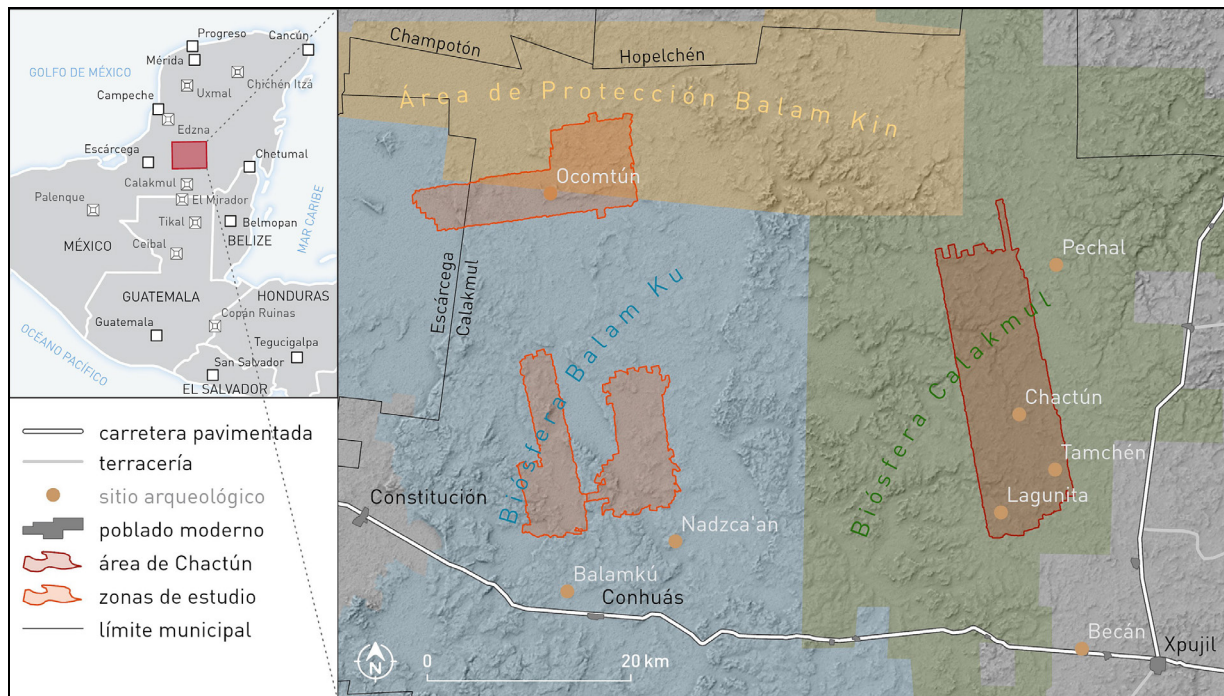 Progreso
Cancún
Mérida
GOLFO DE MÉXICO
Chichén Itzá
Uxmal
Campeche
Edzna
Escárcega
Chetumal
Calakmul
El Mirador
Palenque
Tikal
Belmopan
MAR CARIBE
BELIZE
MÉXICO
Ceibal
GUATEMALA
HONDURAS
Copán Ruinas
Guatemala
Tegucigalpa
OCÉANO PACÍFICO
San Salvador
EL SALVADOR
carretera pavimentada
terracería
sitio arqueológico
poblado moderno
área de Chactún
zonas de estudio
límite municipal
Champotón
Hopelchén
Área de Protección Balam Kin
Ocomtún
Pechal
Escárcega
Calakmul
Biósfera Balam Ku
Biósfera Calakmul
Chactún
Tamchén
Lagunita
Constitución
Nadzca'an
Balamkú
Conhuás
Becán
Xpujil
N
0 20 km